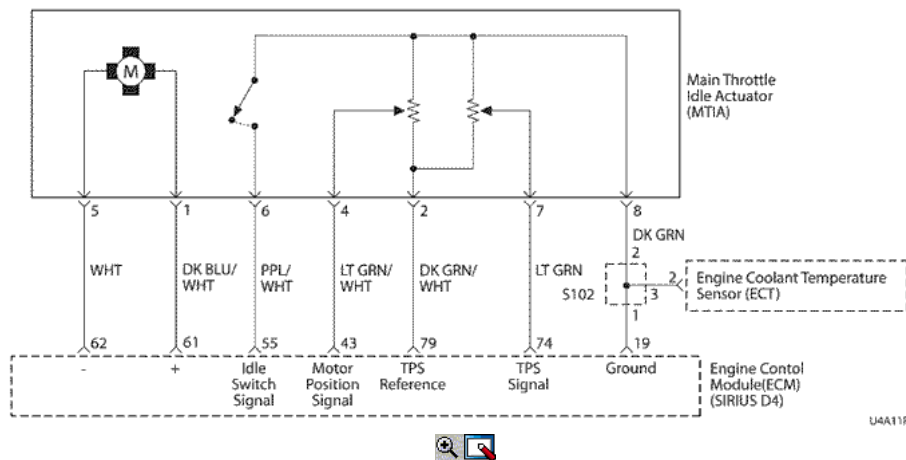 M
Main Throttle
Idle Actuator
(MTIA)
5 1 6 4 2 7 8
DK GRN
WHT
DK BLU/
WHT
PPL/
WHT
LT GRN/
WHT
DK GRN/
WHT
LT GRN
2
S102
3
1
2
Engine Coolant Temperature
Sensor (ECT)
62 61 55 43 79 74 19
- +
Idle
Switch
Signal
Motor
Position
Signal
TPS
Reference
TPS
Signal
Ground
Engine Contol
Module(ECM)
(SIRIUS D4)